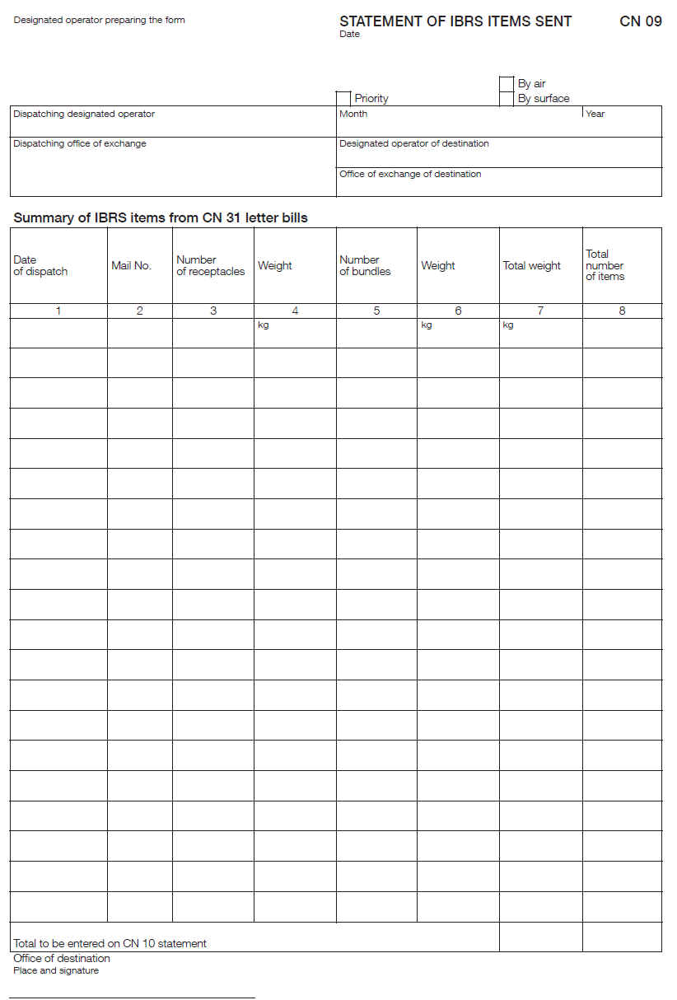 Designated operator preparing the form
STATEMENT OF IBRS ITEMS SENT CN 09
Date
By air
Priority
By surface
Dispatching designated operator
Month
Year
Dispatching office of exchange
Designated operator of destination
Office of exchange of destination
Summary of IBRS items from CN 31 letter bills
Date
of dispatch
Mail No.
Number
of receptacles
Weight
Number
of bundles
Weight
Total weight
Total
number
of items
1 2 3 4 5 6 7 8
kg kg kg
Total to be entered on CN 10 statement
Office of destination
Place and signature